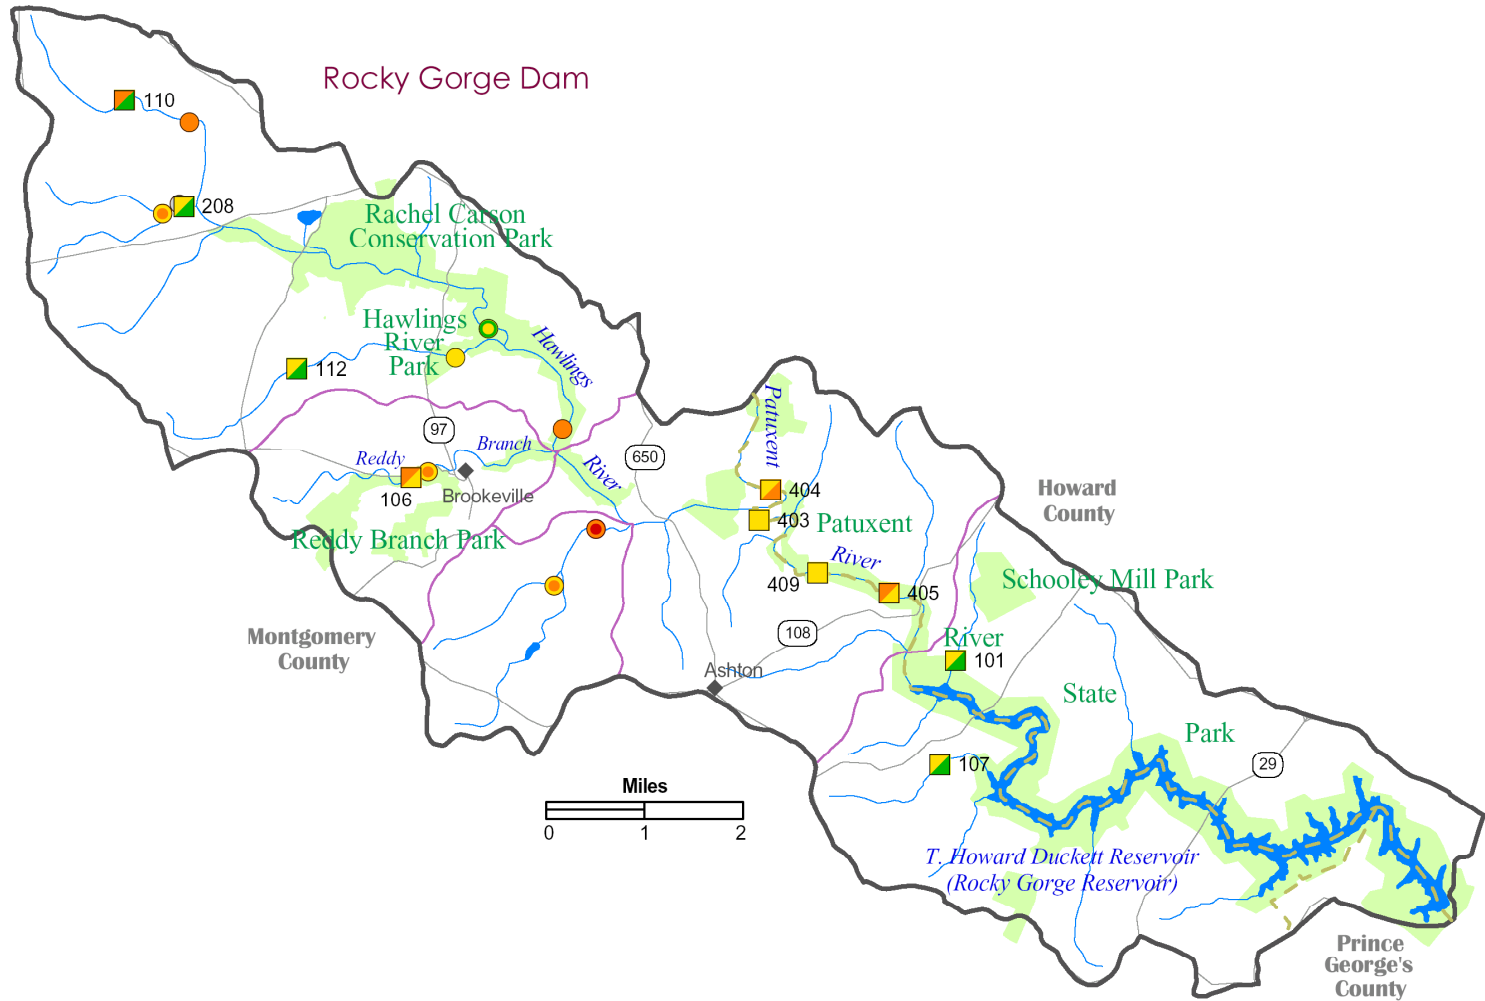 Rocky Gorge Dam
110
208
Rachel Carson
Conservation Park
Hawlings
River
Park
Hawlings
112
97
Reddy
Branch
River
106
Brookeville
Reddy Branch Park
650
Patuxent
404
403
Patuxent
River
409
405
Howard
County
Schooley Mill Park
108
River
101
Montgomery
County
Ashton
State
Park
107
29
Miles
0
1
2
T. Howard Duckett Reservoir
(Rocky Gorge Reservoir)
Prince
George's
County